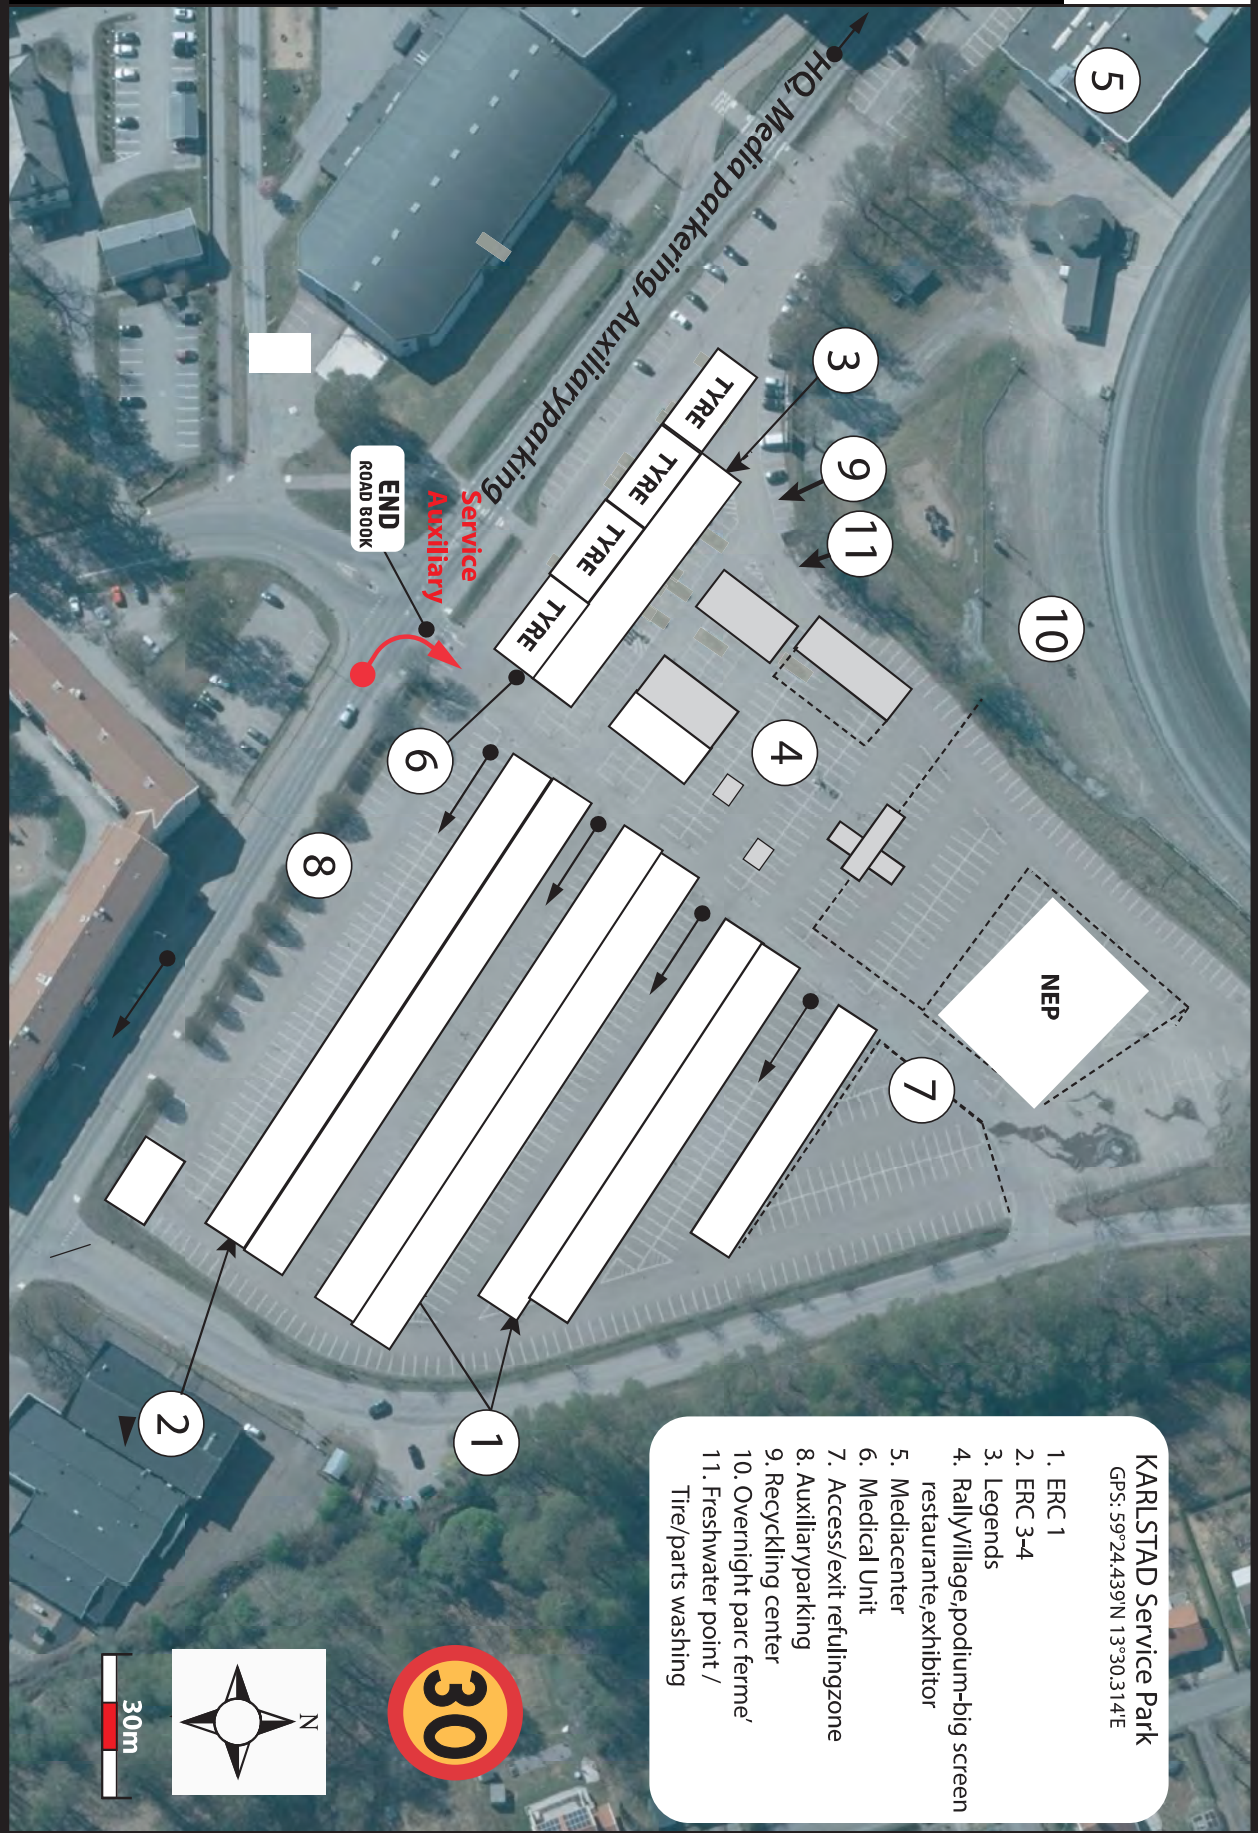 KARLSTAD Service Park
GPS: 59°24.439'N 13°30.314'E
1. ERC 1
2. ERC 3-4
3. Legends
4. RallyVillage,podium-big screen
restaurante,exhibitor
5. Mediacenter
6. Medical Unit
7. Access/exit refulingzone
8. Auxiliaryparking
9. Recyckling center
10. Overnight parc ferme'
11. Freshwater point /
Tire/parts washing
HQ, Media parkering, Auxiliaryparking
5
3
9
11
10
TYRE
TYRE
TYRE
TYRE
4
NEP
7
Service
Auxiliary
END
ROAD BOOK
6
8
2
1
30
N
30m